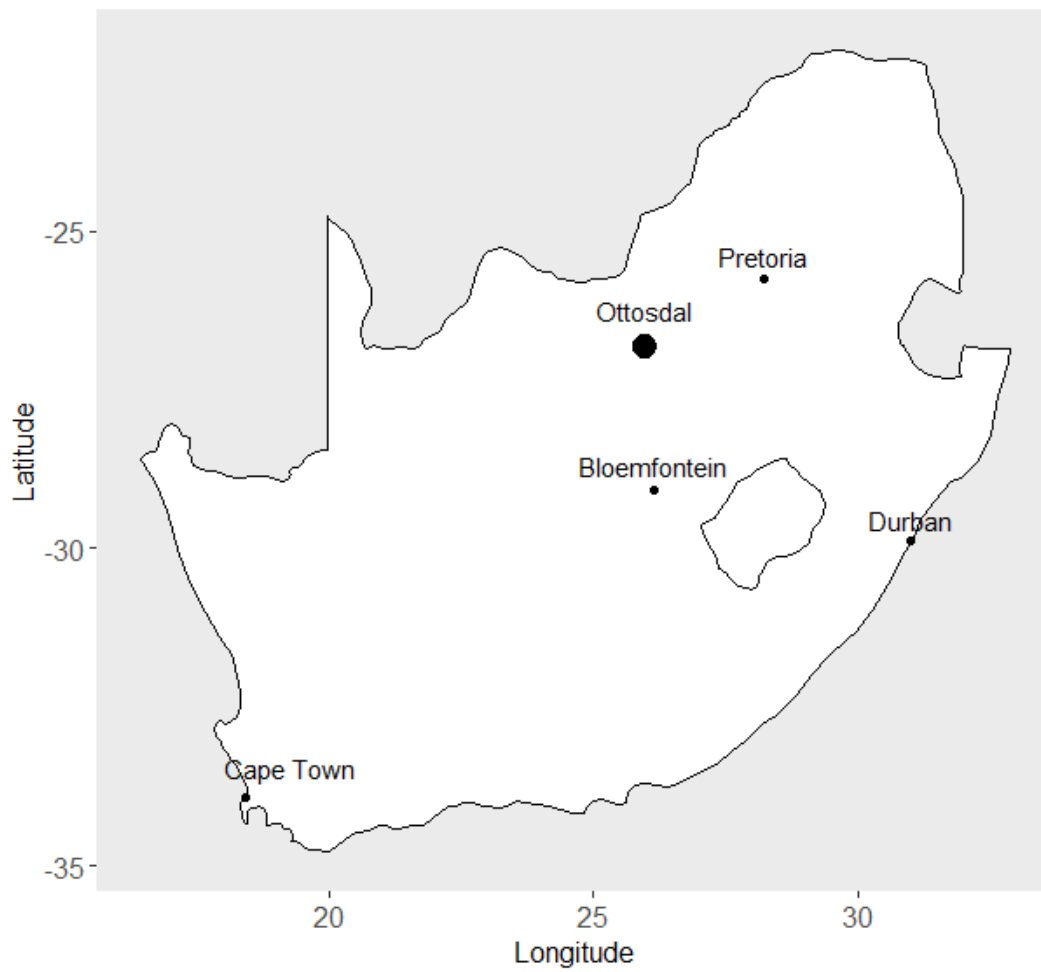 -25
Pretoria
Ottosdal
Latitude
Bloemfontein
Durban
-30
Cape Town
-35
20
25
30
Longitude